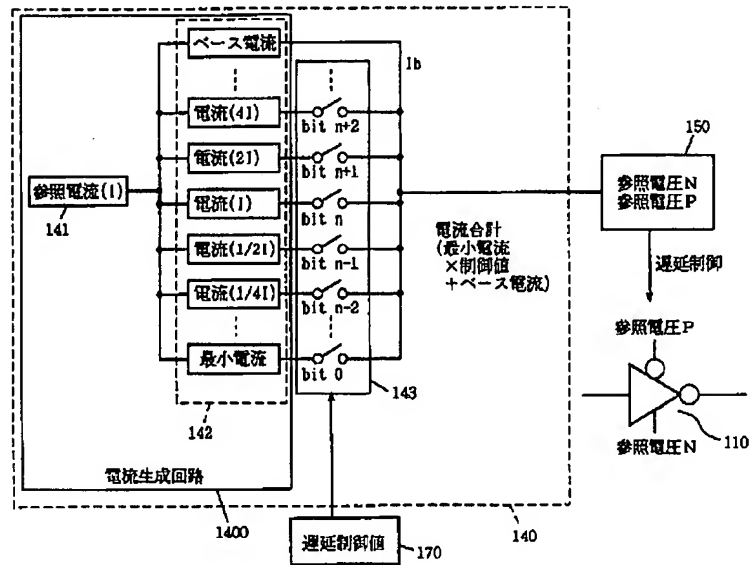 ベース電流
Ib
電流(4I)
bit n+2
電流(2I)
bit n+1
参照電流(I)
141
電流(I)
bit n
電流(1/2I)
bit n-1
電流(1/4I)
bit n-2
最小電流
bit 0
142
143
電流生成回路
1400
電流合計
(最小電流
×制御値
+ベース電流)
140
遅延制御値
170
150
参照電圧N
参照電圧P
遅延制御
参照電圧P
110
参照電圧N